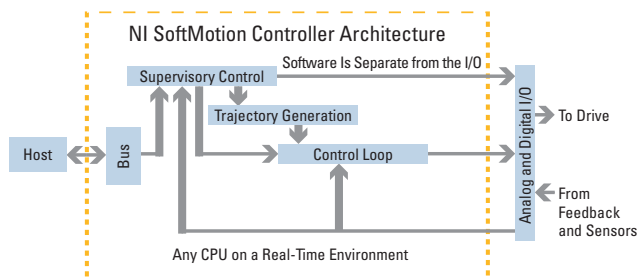 NI SoftMotion Controller Architecture
Software Is Separate from the I/O
Supervisory Control
Trajectory Generation
Control Loop
Host
Bus
Analog and Digital I/O
To Drive
From
Feedback
and Sensors
Any CPU on a Real-Time Environment